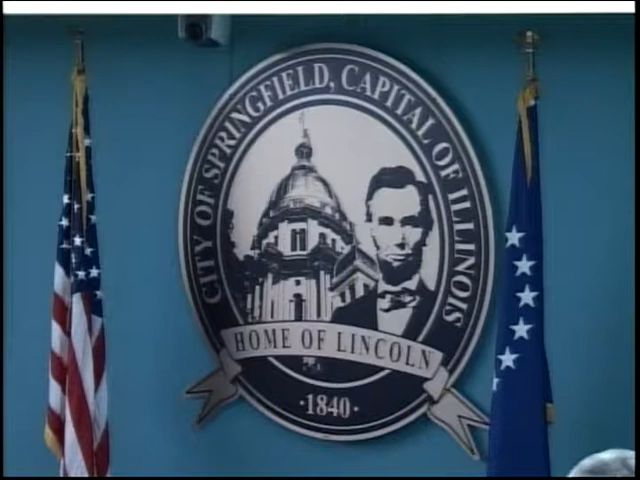 CITY OF SPRINGFIELD, CAPITAL OF ILLINOIS
HOME OF LINCOLN
·1840·